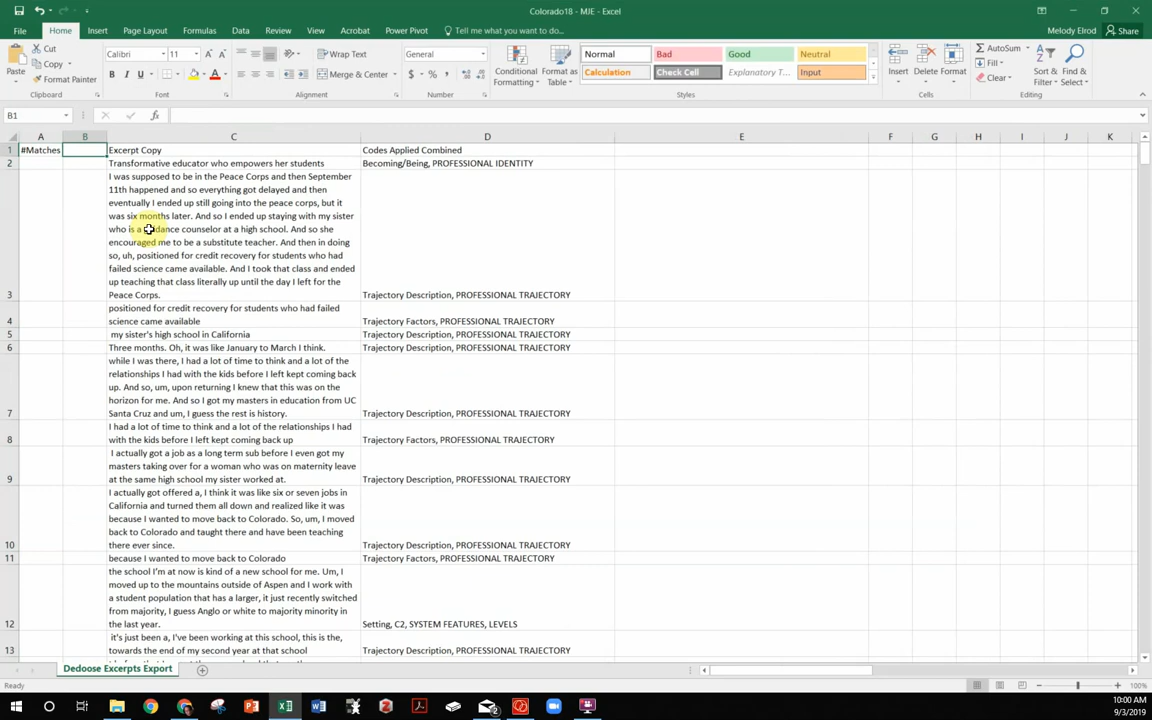 Colorado18 - MJE - Excel
File Home Insert Page Layout Formulas Data Review View Developer Acrobat Power Pivot Tell me what you want to do... Melody Elrod Share
Cut
Copy
Format Painter
Paste
Clipboard
Calibri 11
B I U
Font
Wrap Text
Merge & Center
Alignment
General
$ % ,
Number
Conditional Formatting
Format as Table
Normal Bad Good Neutral
Calculation Check Cell Explanatory T... Input
Styles
Insert Delete Format
Cells
AutoSum
Fill
Clear
Sort & Filter
Find & Select
Editing
B1
fx
A B C D E F G H I J K
1 #Matches Excerpt Copy Codes Applied Combined
2 Transformative educator who empowers her students Becoming/Being, PROFESSIONAL IDENTITY
I was supposed to be in the Peace Corps and then September
11th happened and so everything got delayed and then
eventually I ended up still going into the peace corps, but it
was six months later. And so I ended up staying with my sister
who is a guidance counselor at a high school. And so she
encouraged me to be a substitute teacher. And then in doing
so, uh, positioned for credit recovery for students who had
failed science came available. And I took that class and ended
up teaching that class literally up until the day I left for the
3 Peace Corps. Trajectory Description, PROFESSIONAL TRAJECTORY
positioned for credit recovery for students who had failed
4 science came available Trajectory Factors, PROFESSIONAL TRAJECTORY
5 my sister's high school in California Trajectory Description, PROFESSIONAL TRAJECTORY
6 Three months. Oh, it was like January to March I think. Trajectory Description, PROFESSIONAL TRAJECTORY
while I was there, I had a lot of time to think and a lot of the
relationships I had with the kids before I left kept coming back
up. And so, um, upon returning I knew that this was on the
horizon for me. And so I got my masters in education from UC
7 Santa Cruz and um, I guess the rest is history. Trajectory Description, PROFESSIONAL TRAJECTORY
I had a lot of time to think and a lot of the relationships I had
8 with the kids before I left kept coming back up Trajectory Factors, PROFESSIONAL TRAJECTORY
I actually got a job as a long term sub before I even got my
masters taking over for a woman who was on maternity leave
9 at the same high school my sister worked at. Trajectory Description, PROFESSIONAL TRAJECTORY
I actually got offered a, I think it was like six or seven jobs in
California and turned them all down and realized like it was
because I wanted to move back to Colorado. So, um, I moved
back to Colorado and taught there and have been teaching
10 there ever since. Trajectory Description, PROFESSIONAL TRAJECTORY
11 because I wanted to move back to Colorado Trajectory Factors, PROFESSIONAL TRAJECTORY
the school I'm at now is kind of a new school for me. Um, I
moved up to the mountains outside of Aspen and I work with
a student population that has a larger, it just recently switched
from majority, I guess Anglo or white to majority minority in
12 the last year. Setting, C2, SYSTEM FEATURES, LEVELS
it's just been a, I've been working at this school, this is the,
13 towards the end of my second year at that school Trajectory Description, PROFESSIONAL TRAJECTORY
Dedoose Excerpts Export
Ready
100%
10:00 AM
9/3/2019